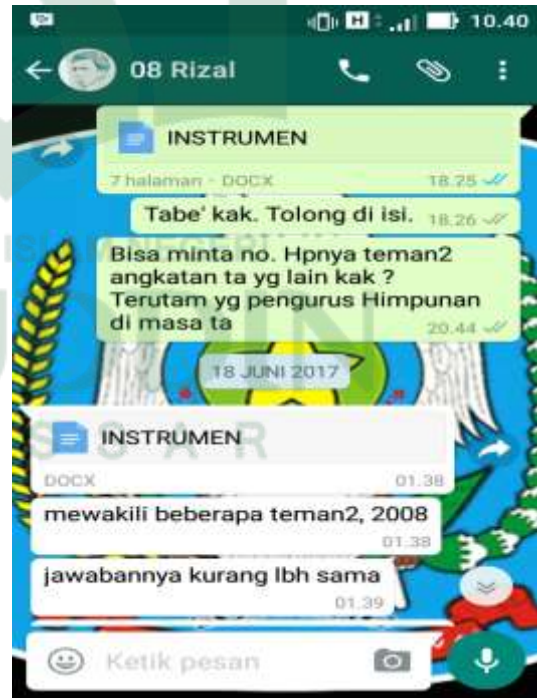 10.40
08 Rizal
INSTRUMEN
7 halaman - DOCX 18.25
Tabe' kak. Tolong di isi. 18.26
Bisa minta no. Hpnya teman2
angkatan ta yg lain kak ?
Terutam yg pengurus Himpunan
di masa ta 20.44
18 JUNI 2017
INSTRUMEN
DOCX 01.38
mewakili beberapa teman2, 2008
01.38
jawabannya kurang lbh sama
01.39
Ketik pesan